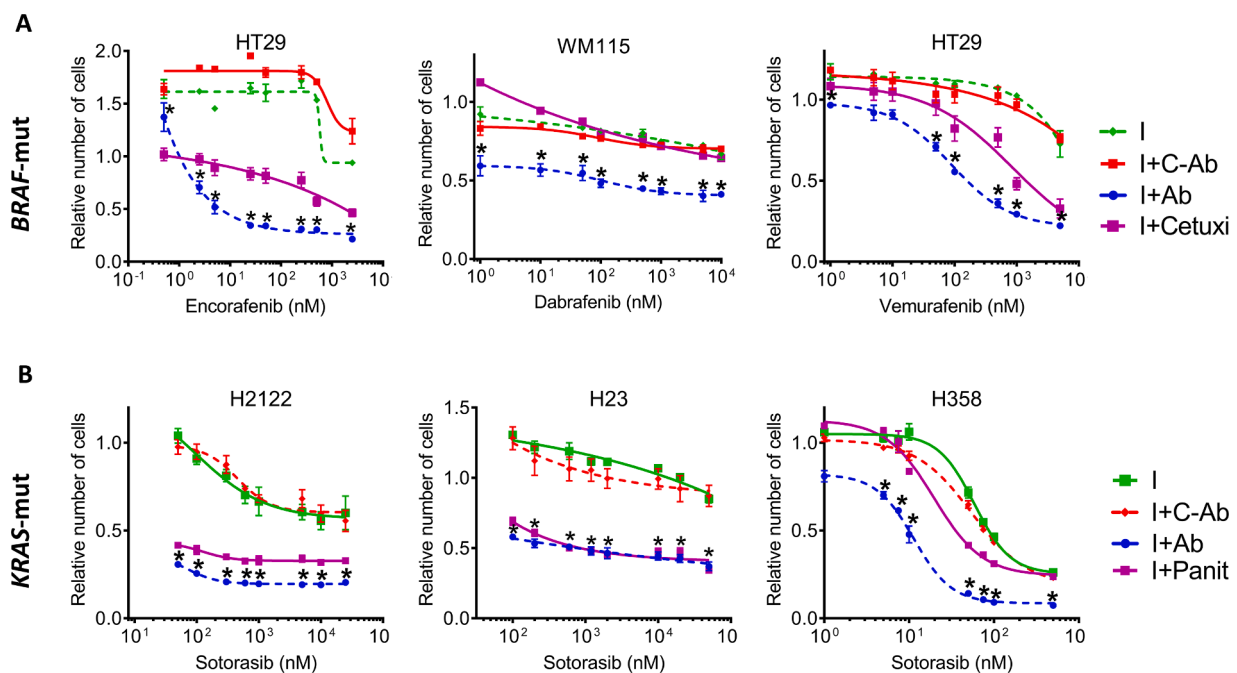 A
BRAF-mut
HT29
Relative number of cells
2.0
1.5
1.0
0.5
0.0
10⁻¹ 10⁰ 10¹ 10² 10³ 10⁴
Encorafenib (nM)
WM115
Relative number of cells
1.0
0.5
0.0
10⁰ 10¹ 10² 10³ 10⁴
Dabrafenib (nM)
HT29
Relative number of cells
1.0
0.5
0.0
10⁰ 10¹ 10² 10³ 10
Vemurafenib (nM)
I
I+C-Ab
I+Ab
I+Cetuxi
B
KRAS-mut
H2122
Relative number of cells
1.0
0.5
0.0
10¹ 10² 10³ 10⁴ 10
Sotorasib (nM)
H23
Relative number of cells
1.5
1.0
0.5
0.0
10² 10³ 10⁴ 10
Sotorasib (nM)
H358
Relative number of cells
1.0
0.5
0.0
10⁰ 10¹ 10² 10
Sotorasib (nM)
I
I+C-Ab
I+Ab
I+Panit